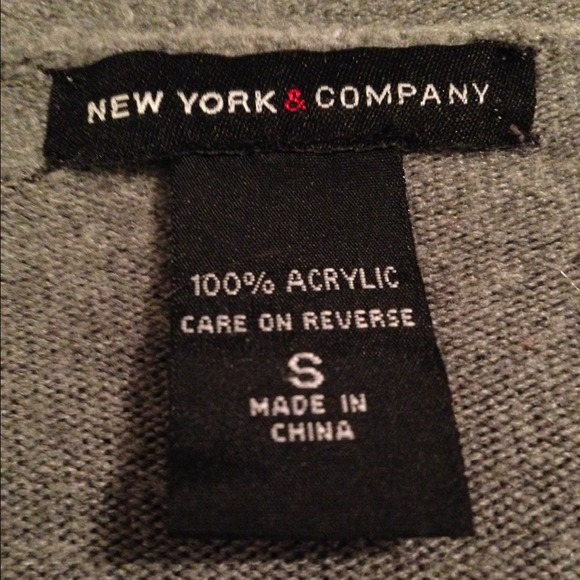 NEW YORK & COMPANY
100% ACRYLIC
CARE ON REVERSE
S
MADE IN
CHINA